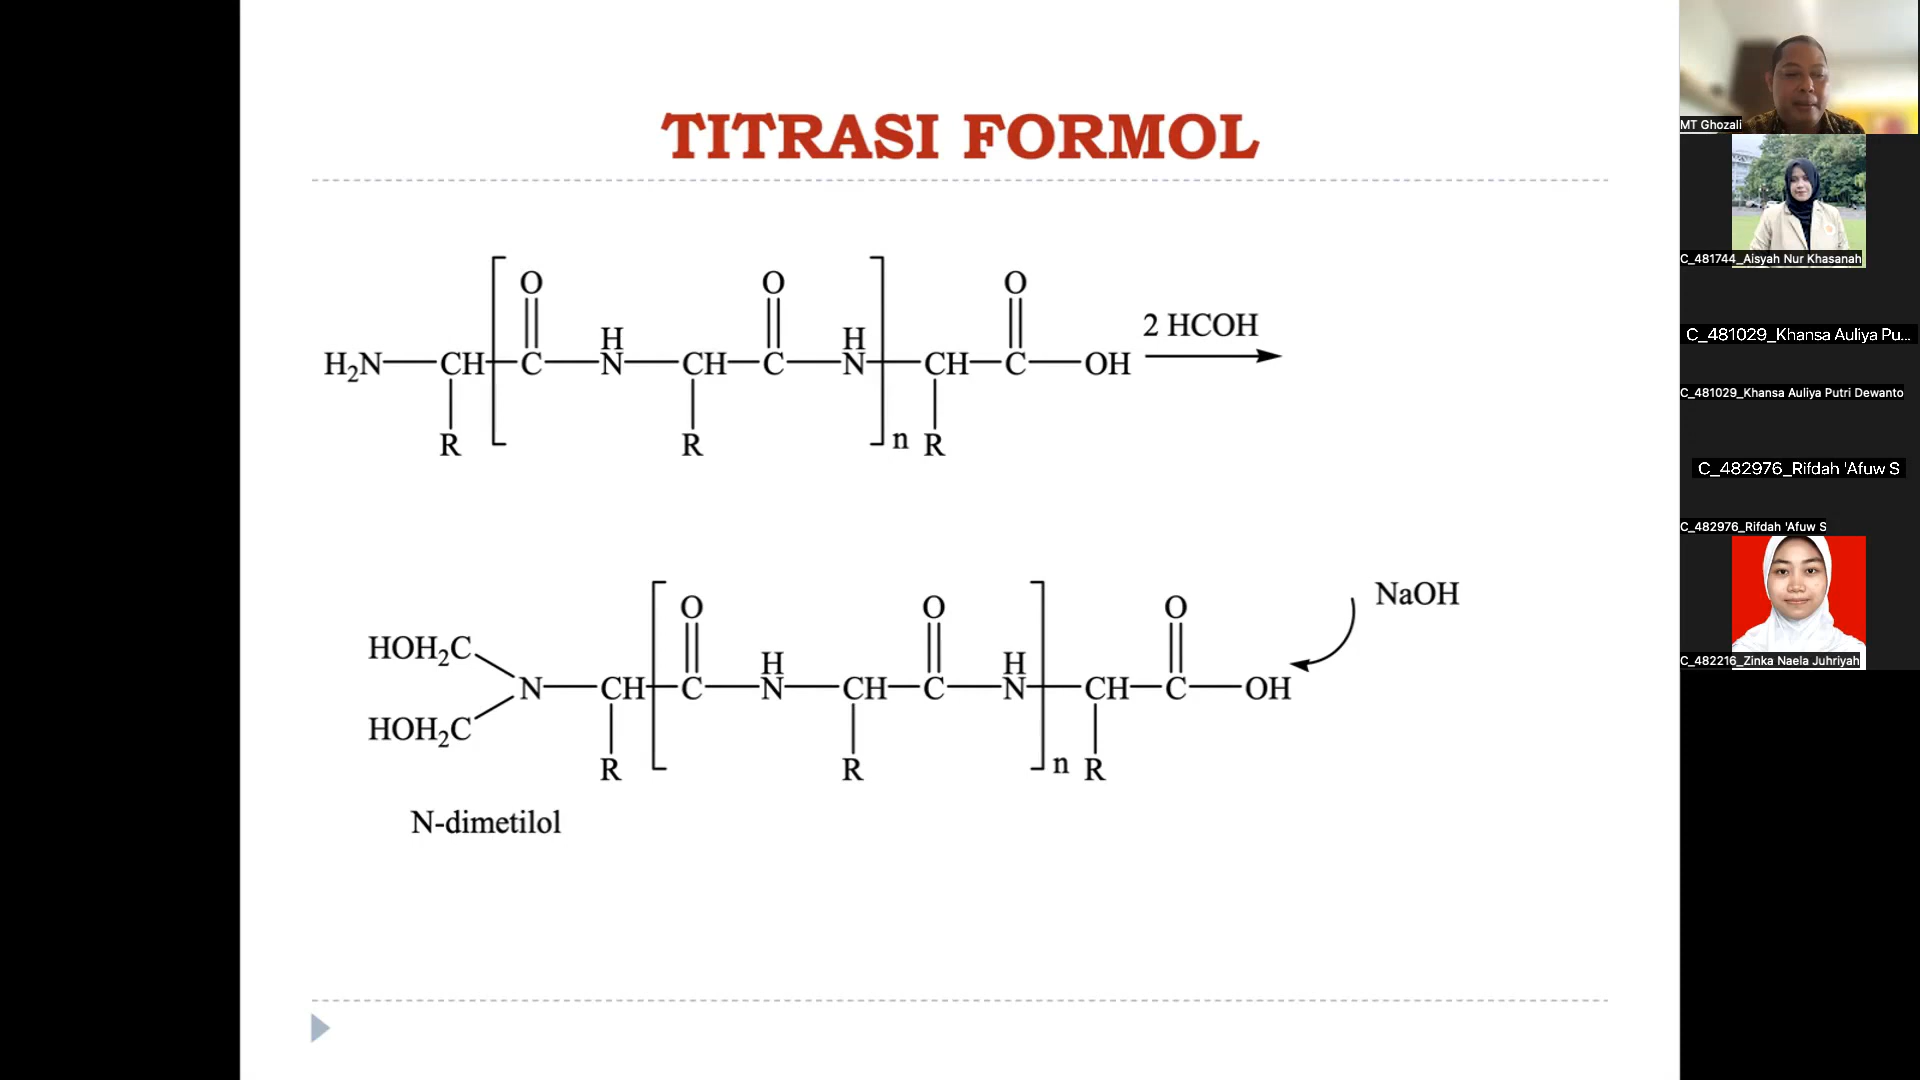 TITRASI FORMOL
O O O
H H 2 HCOH
H₂N CH C N CH C N CH C OH
R R n R
O O O NaOH
HOH₂C H H
N CH C N CH C N CH C OH
HOH₂C
R R n R
N-dimetilol
MT Ghozali
C_481744_Aisyah Nur Khasanah
C_481029_Khansa Auliya Pu...
C_481029_Khansa Auliya Putri Dewanto
C_482976_Rifdah 'Afuw S
C_482976_Rifdah 'Afuw S
C_482216_Zinka Naela Juhriyah